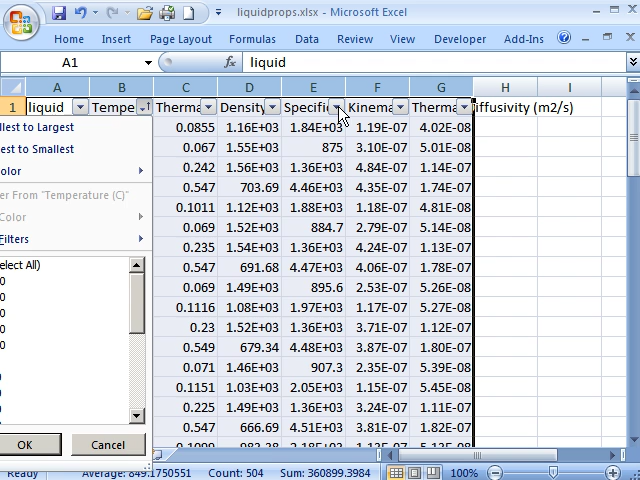 liquidprops.xlsx - Microsoft Excel
Home Insert Page Layout Formulas Data Review View Developer Add-Ins
A1 fx liquid
A B C D E F G H I
1 liquid Tempe Therma Density Specific Kinema Therma iffusivity (m2/s)
llest to Largest
est to Smallest
olor
er From "Temperature (C)"
Color
Filters
elect All)
0
0
0
0
0
OK Cancel
0.0855 1.16E+03 1.84E+03 1.19E-07 4.02E-08
0.067 1.55E+03 875 3.10E-07 5.01E-08
0.242 1.56E+03 1.36E+03 4.84E-07 1.14E-07
0.547 703.69 4.46E+03 4.35E-07 1.74E-07
0.1011 1.12E+03 1.88E+03 1.18E-07 4.81E-08
0.069 1.52E+03 884.7 2.79E-07 5.14E-08
0.235 1.54E+03 1.36E+03 4.24E-07 1.13E-07
0.547 691.68 4.47E+03 4.06E-07 1.78E-07
0.069 1.49E+03 895.6 2.53E-07 5.26E-08
0.1116 1.08E+03 1.97E+03 1.17E-07 5.27E-08
0.23 1.52E+03 1.36E+03 3.71E-07 1.12E-07
0.549 679.34 4.48E+03 3.87E-07 1.80E-07
0.071 1.46E+03 907.3 2.35E-07 5.39E-08
0.1151 1.03E+03 2.05E+03 1.15E-07 5.45E-08
0.225 1.49E+03 1.36E+03 3.24E-07 1.11E-07
0.547 666.69 4.51E+03 3.81E-07 1.82E-07
Ready Average: 849.1750551 Count: 504 Sum: 360899.3984 100%